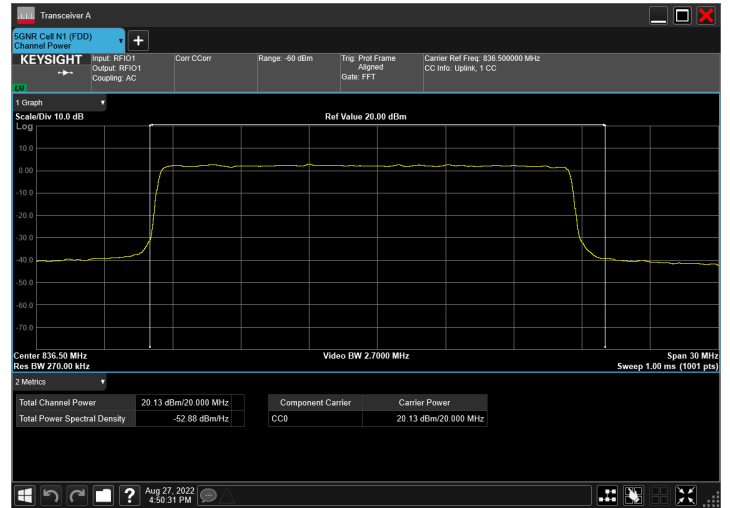 Transceiver A
5GNR Cell N1 (FDD)
Channel Power
KEYSIGHT
Input: RFIO1
Output: RFIO1
Coupling: AC
Corr CCorr
Range: -60 dBm
Trig: Prot Frame
Aligned
Gate: FFT
Carrier Ref Freq: 836.500000 MHz
CC Info: Uplink, 1 CC
LXI
1 Graph
Scale/Div 10.0 dB
Ref Value 20.00 dBm
Log
10.0
0.00
-10.0
-20.0
-30.0
-40.0
-50.0
-60.0
-70.0
Center 836.50 MHz
Video BW 2.7000 MHz
Span 30 MHz
Res BW 270.00 kHz
Sweep 1.00 ms (1001 pts)
2 Metrics
Total Channel Power 20.13 dBm/20.000 MHz
Total Power Spectral Density -52.88 dBm/Hz
Component Carrier Carrier Power
CC0 20.13 dBm/20.000 MHz
Aug 27, 2022
4:50:31 PM